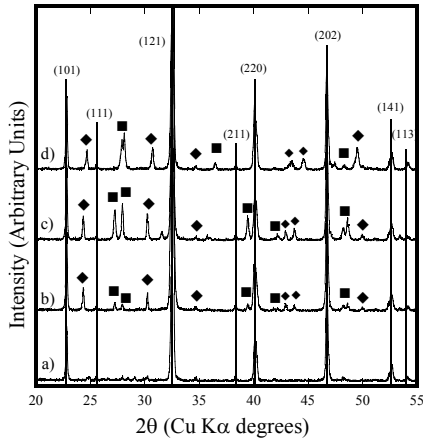 (121)
(202)
(101)
(220)
(111)
(141)
(211)
(113
d)
c)
b)
a)
Intensity (Arbitrary Units)
20 25 30 35 40 45 50 55
2θ (Cu Kα degrees)